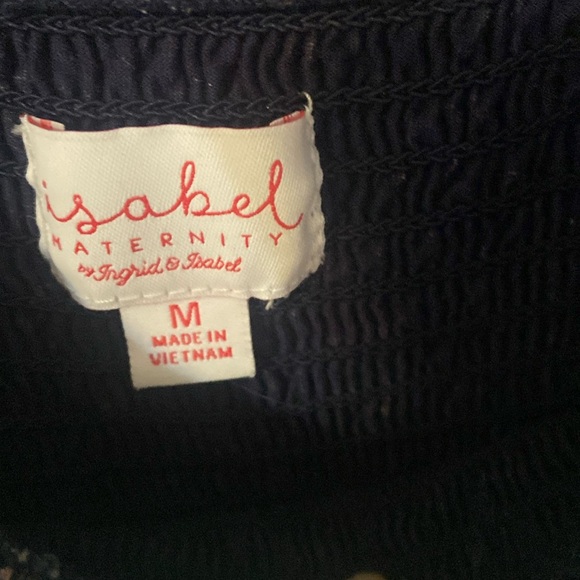 isabel
MATERNITY
by Ingrid & Isabel
M
MADE IN
VIETNAM